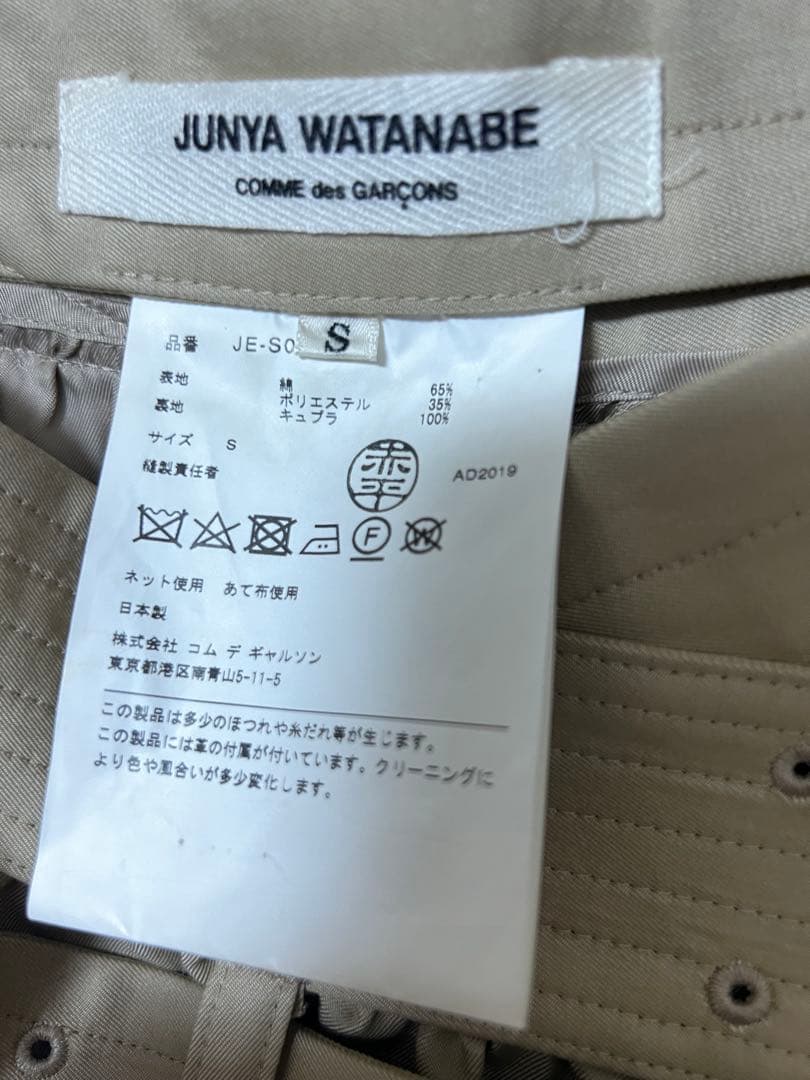 JUNYA WATANABE
COMME des GARÇONS
S
品番 JE-S0
表地 綿 65%
ポリエステル 35%
裏地 キュプラ 100%
サイズ S
縫製責任者 赤平 AD2019
F W
ネット使用 あて布使用
日本製
株式会社 コム デ ギャルソン
東京都港区南青山5-11-5
この製品は多少のほつれや糸だれ等が生じます。
この製品には革の付属が付いています。クリーニングに
より色や風合いが多少変化します。